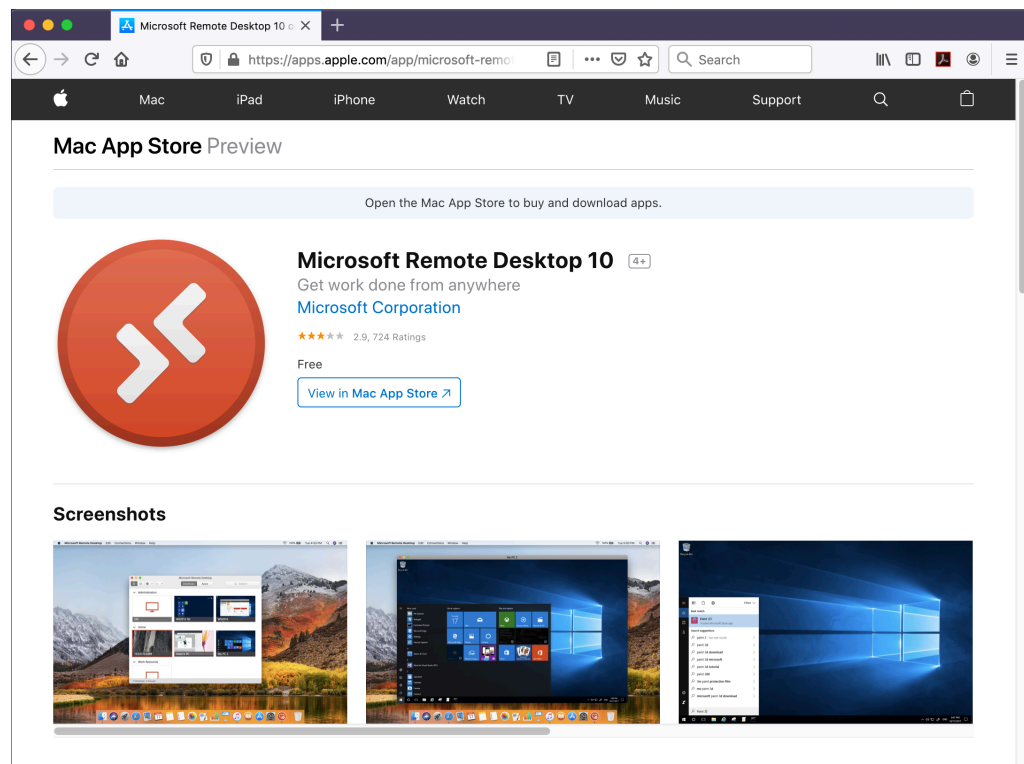 Microsoft Remote Desktop 10 o
https://apps.apple.com/app/microsoft-remo
Search
Mac iPad iPhone Watch TV Music Support
Mac App Store Preview
Open the Mac App Store to buy and download apps.
Microsoft Remote Desktop 10 4+
Get work done from anywhere
Microsoft Corporation
2.9, 724 Ratings
Free
View in Mac App Store
Screenshots